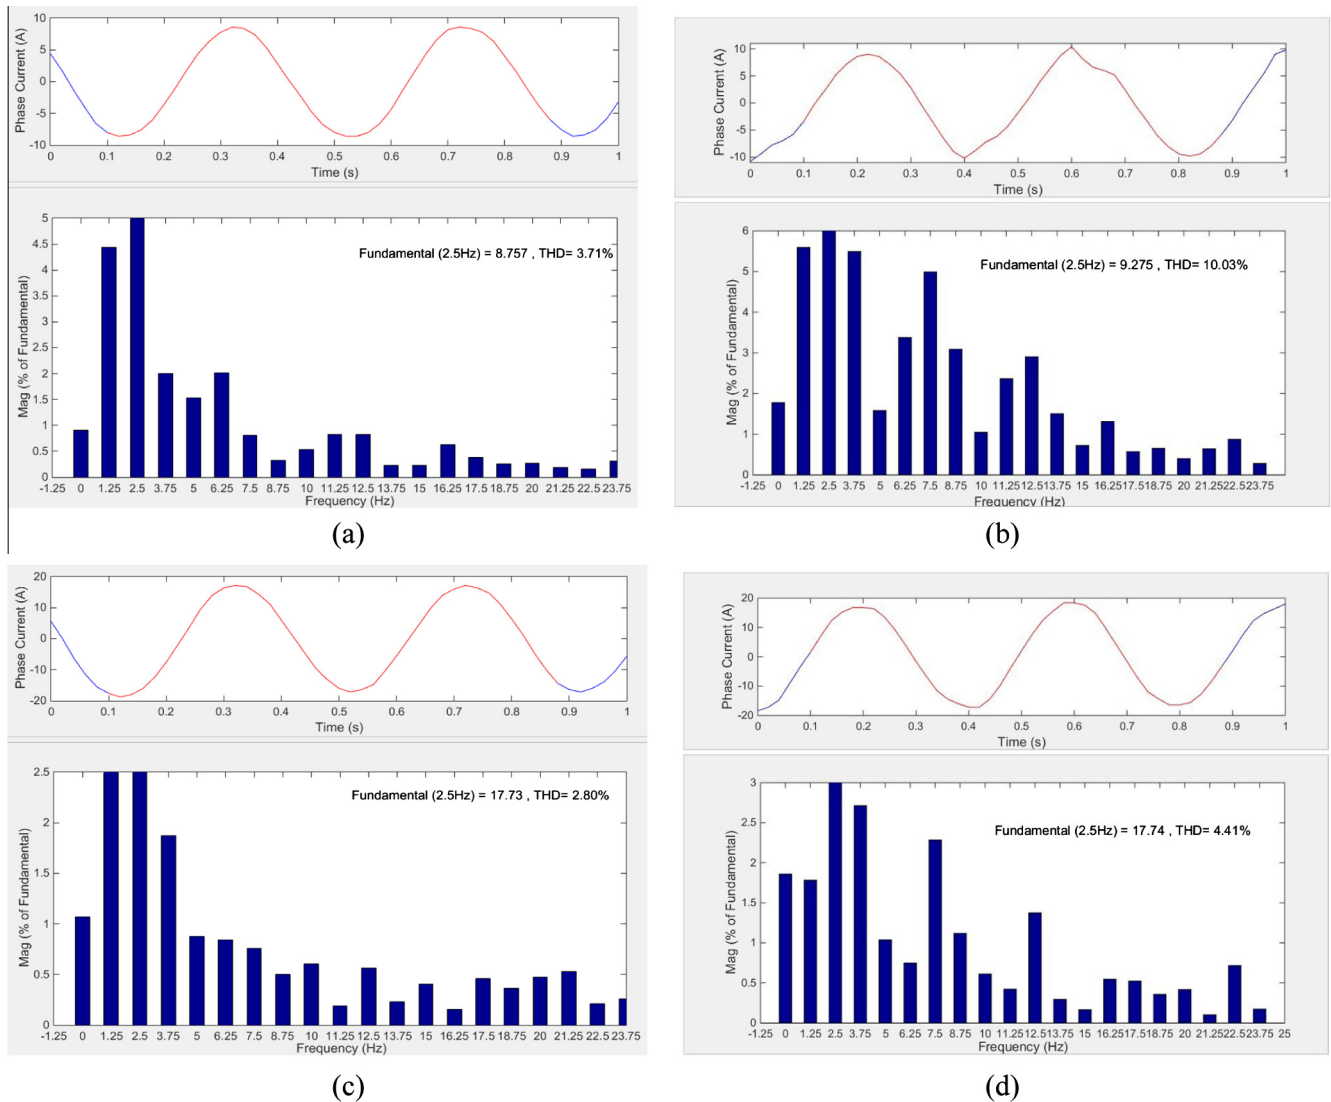 10
5
0
-5
-10
Phase Current (A)
0 0.1 0.2 0.3 0.4 0.5 0.6 0.7 0.8 0.9 1
Time (s)
5
4.5
4
3.5
3
2.5
2
1.5
1
0.5
0
Mag (% of Fundamental)
Fundamental (2.5Hz) = 8.757 , THD= 3.71%
-1.25 0 1.25 2.5 3.75 5 6.25 7.5 8.75 10 11.25 12.5 13.75 15 16.25 17.5 18.75 20 21.25 22.5 23.75
Frequency (Hz)
(a)
10
5
0
-5
-10
Phase Current (A)
0 0.1 0.2 0.3 0.4 0.5 0.6 0.7 0.8 0.9 1
Time (s)
6
5
4
3
2
1
0
Mag (% of Fundamental)
Fundamental (2.5Hz) = 9.275 , THD= 10.03%
-1.25 0 1.25 2.5 3.75 5 6.25 7.5 8.75 10 11.25 12.5 13.75 15 16.25 17.5 18.75 20 21.25 22.5 23.75
Frequency (Hz)
(b)
20
10
0
-10
-20
Phase Current (A)
0 0.1 0.2 0.3 0.4 0.5 0.6 0.7 0.8 0.9 1
Time (s)
2.5
2
1.5
1
0.5
0
Mag (% of Fundamental)
Fundamental (2.5Hz) = 17.73 , THD= 2.80%
-1.25 0 1.25 2.5 3.75 5 6.25 7.5 8.75 10 11.25 12.5 13.75 15 16.25 17.5 18.75 20 21.25 22.5 23.75
Frequency (Hz)
(c)
20
10
0
-10
-20
Phase Current (A)
0 0.1 0.2 0.3 0.4 0.5 0.6 0.7 0.8 0.9 1
Time (s)
3
2.5
2
1.5
1
0.5
0
Mag (% of Fundamental)
Fundamental (2.5Hz) = 17.74 , THD= 4.41%
-1.25 0 1.25 2.5 3.75 5 6.25 7.5 8.75 10 11.25 12.5 13.75 15 16.25 17.5 18.75 20 21.25 22.5 23.75 25
Frequency (Hz)
(d)